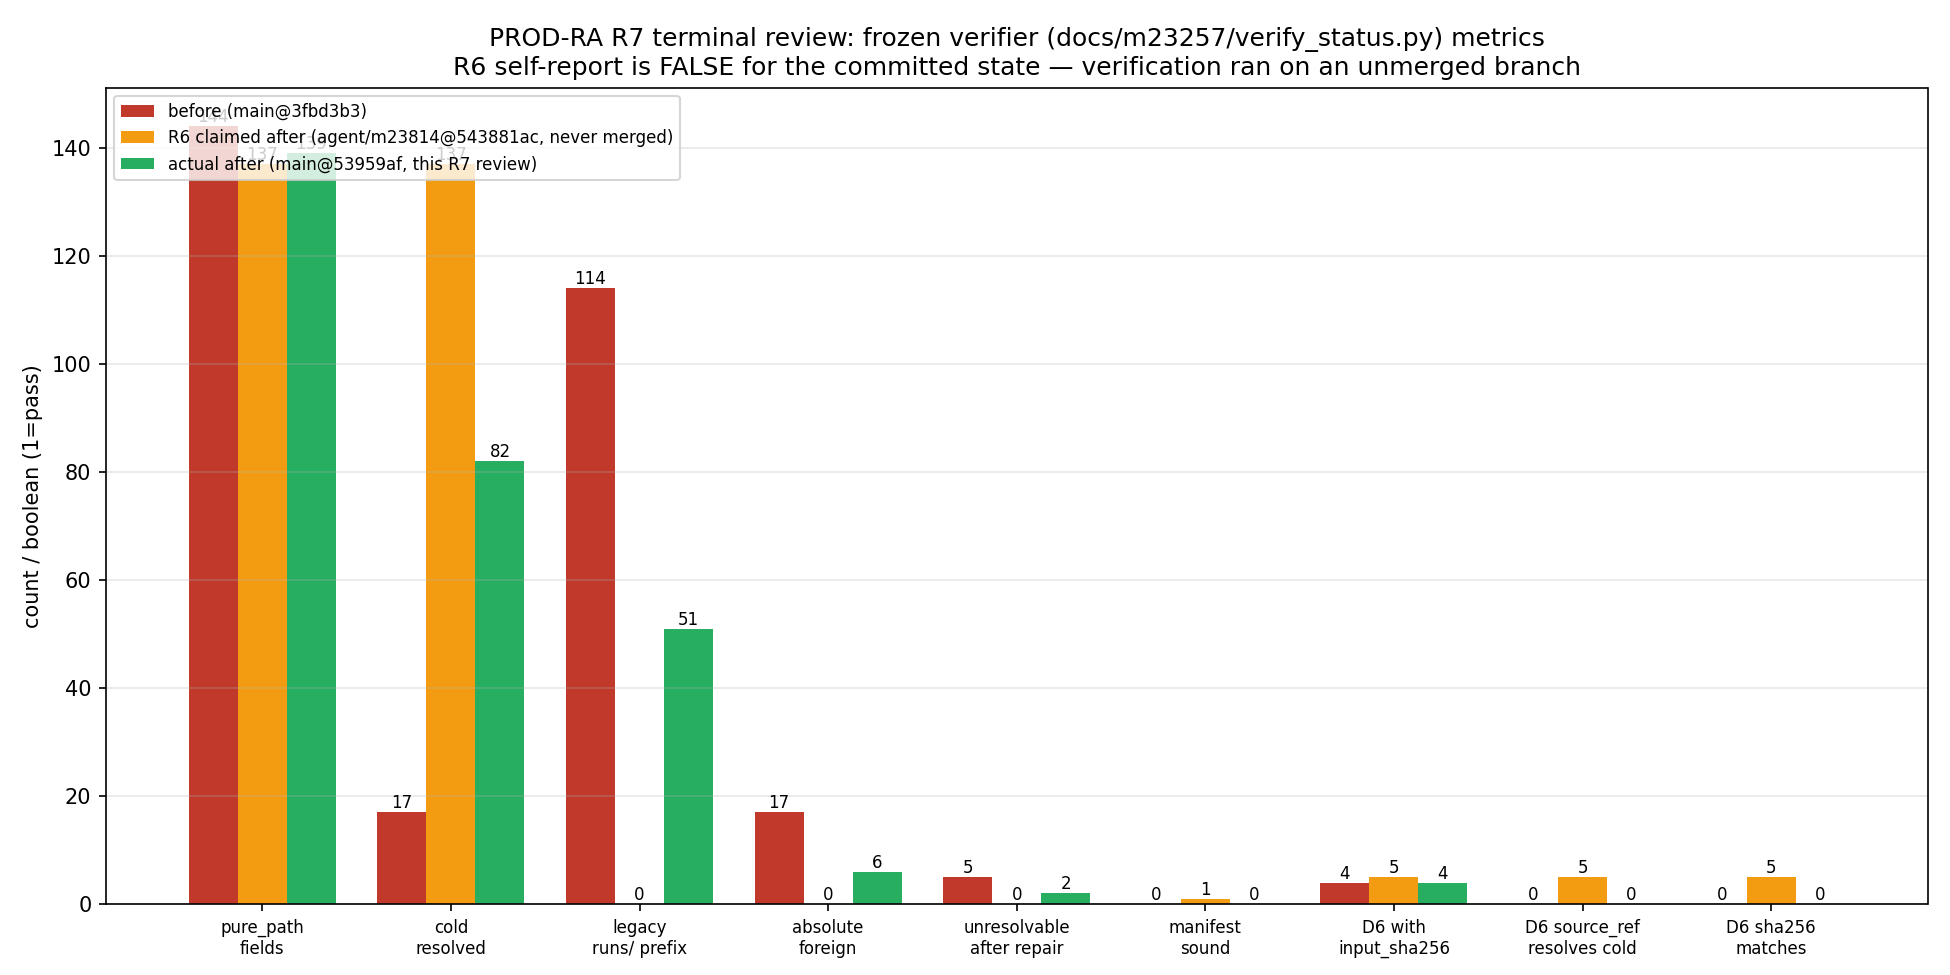 PROD-RA R7 terminal review: frozen verifier (docs/m23257/verify_status.py) metrics
R6 self-report is FALSE for the committed state — verification ran on an unmerged branch
before (main@3fbd3b3)
R6 claimed after (agent/m23814@543881ac, never merged)
actual after (main@53959af, this R7 review)
144
137
139
137
count / boolean (1=pass)
140
120
100
80
60
40
20
0
17
82
114
0
51
17
0
6
5
0
2
0
1
0
4
5
4
0
5
0
0
5
0
pure_path
fields
cold
resolved
legacy
runs/ prefix
absolute
foreign
unresolvable
after repair
manifest
sound
D6 with
input_sha256
D6 source_ref
resolves cold
D6 sha256
matches